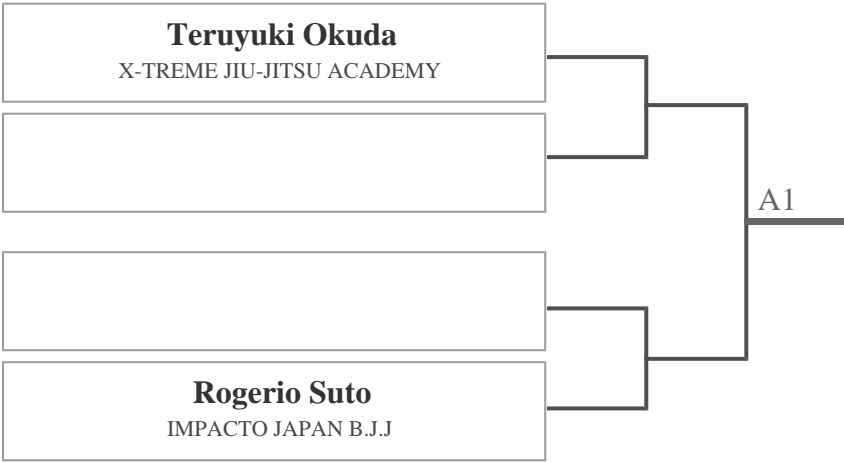 Teruyuki Okuda
X-TREME JIU-JITSU ACADEMY
A1
Rogerio Suto
IMPACTO JAPAN B.J.J